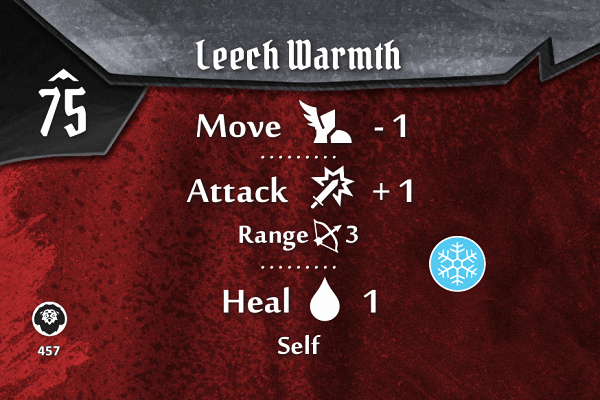 Leech Warmth
75
Move - 1
Attack + 1
Range 3
Heal 1
Self
457